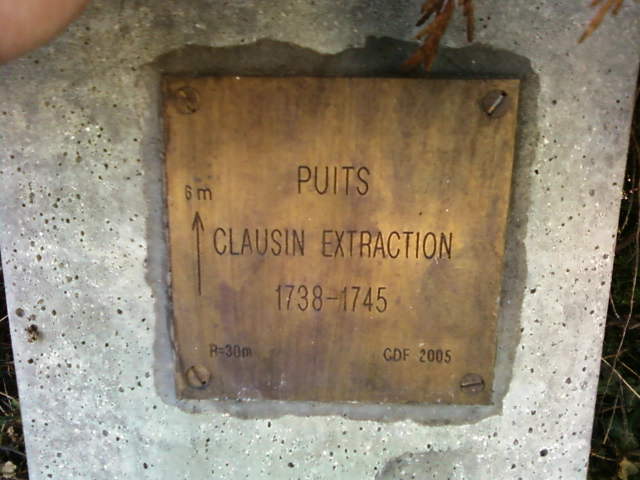 PUITS
6 m
CLAUSIN EXTRACTION
1738-1745
R=30m CDF 2005